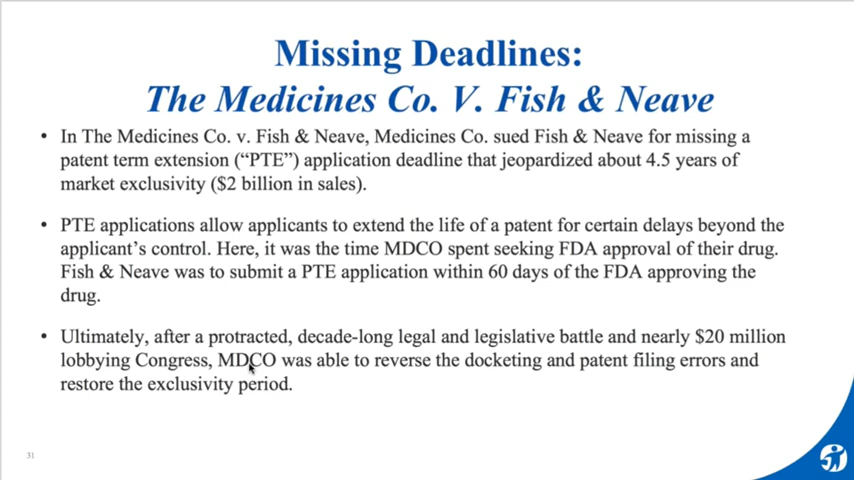 Missing Deadlines:
The Medicines Co. V. Fish & Neave
• In The Medicines Co. v. Fish & Neave, Medicines Co. sued Fish & Neave for missing a
patent term extension (“PTE”) application deadline that jeopardized about 4.5 years of
market exclusivity ($2 billion in sales).
• PTE applications allow applicants to extend the life of a patent for certain delays beyond the
applicant’s control. Here, it was the time MDCO spent seeking FDA approval of their drug.
Fish & Neave was to submit a PTE application within 60 days of the FDA approving the
drug.
• Ultimately, after a protracted, decade-long legal and legislative battle and nearly $20 million
lobbying Congress, MDCO was able to reverse the docketing and patent filing errors and
restore the exclusivity period.
31